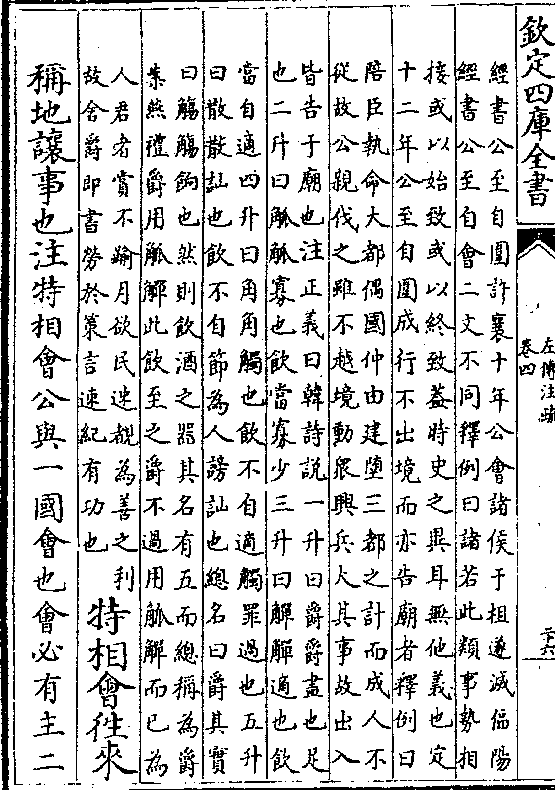 欽定四庫全書
左傳注疏
卷四
二十六
經書公至自圍許襄十年公會諸侯于柤遂滅偪陽
經書公至自會二文不同釋例曰諸若此類事勢相
接或以始致或以終致葢時史之異耳無他義也定
十二年公至自圍成行不出境而亦告廟者釋例曰
陪臣執命大都偶國仲由建墮三都之計而成人不
從故公親伐之雖不越境動衆興兵大其事故出入
皆告于廟也注正義曰韓詩說一升曰爵爵盡也足
也二升曰觚觚寡也飲當寡少三升曰觶觶適也飲
當自適四升曰角角觸也飲不自適觸罪過也五升
曰散散訕也飲不自節為人謗訕也總名曰爵其實
曰觴觴餉也然則飲酒之器其名有五而總稱為爵
案燕禮爵用觚觶此飲至之爵不過用觚觶而已為
人君者賞不踰月欲民速覩為善之利
故舍爵即書勞於策言速紀有功也
特相會往來
稱地讓事也注特相會公與一國會也會必有主二